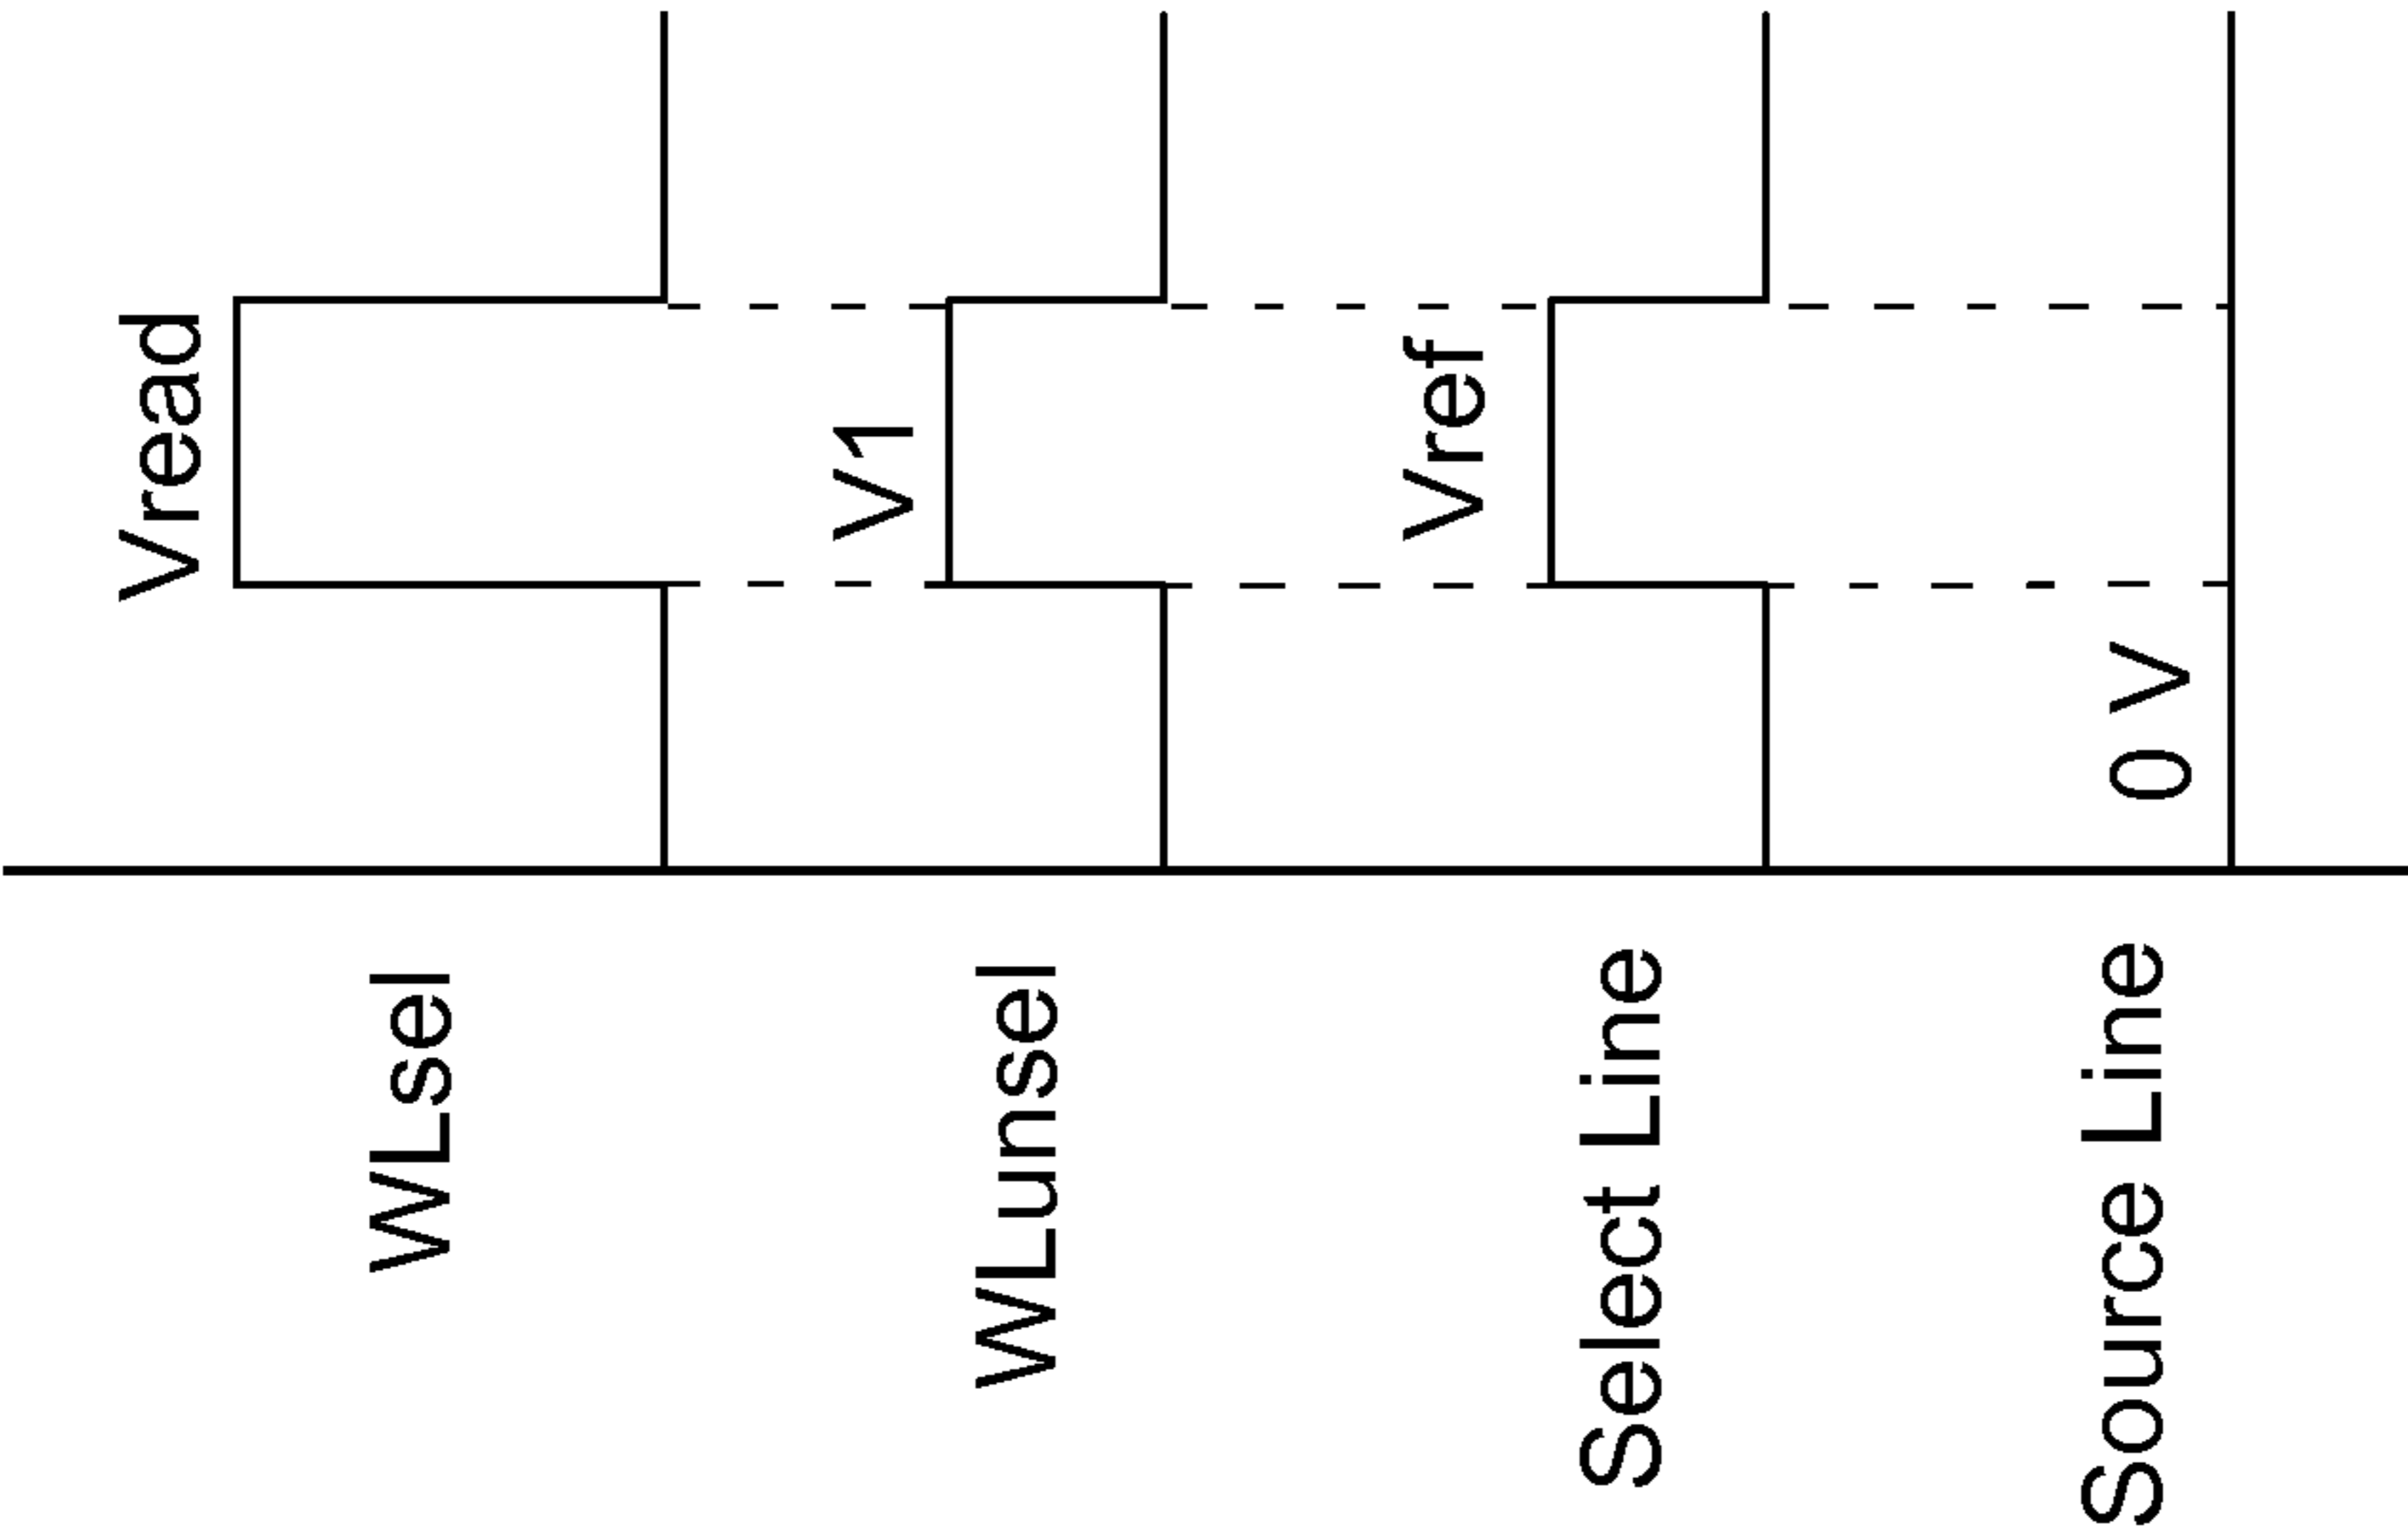 Vread
WLsel
V1
WLunsel
Vref
Select Line
0 V
Source Line